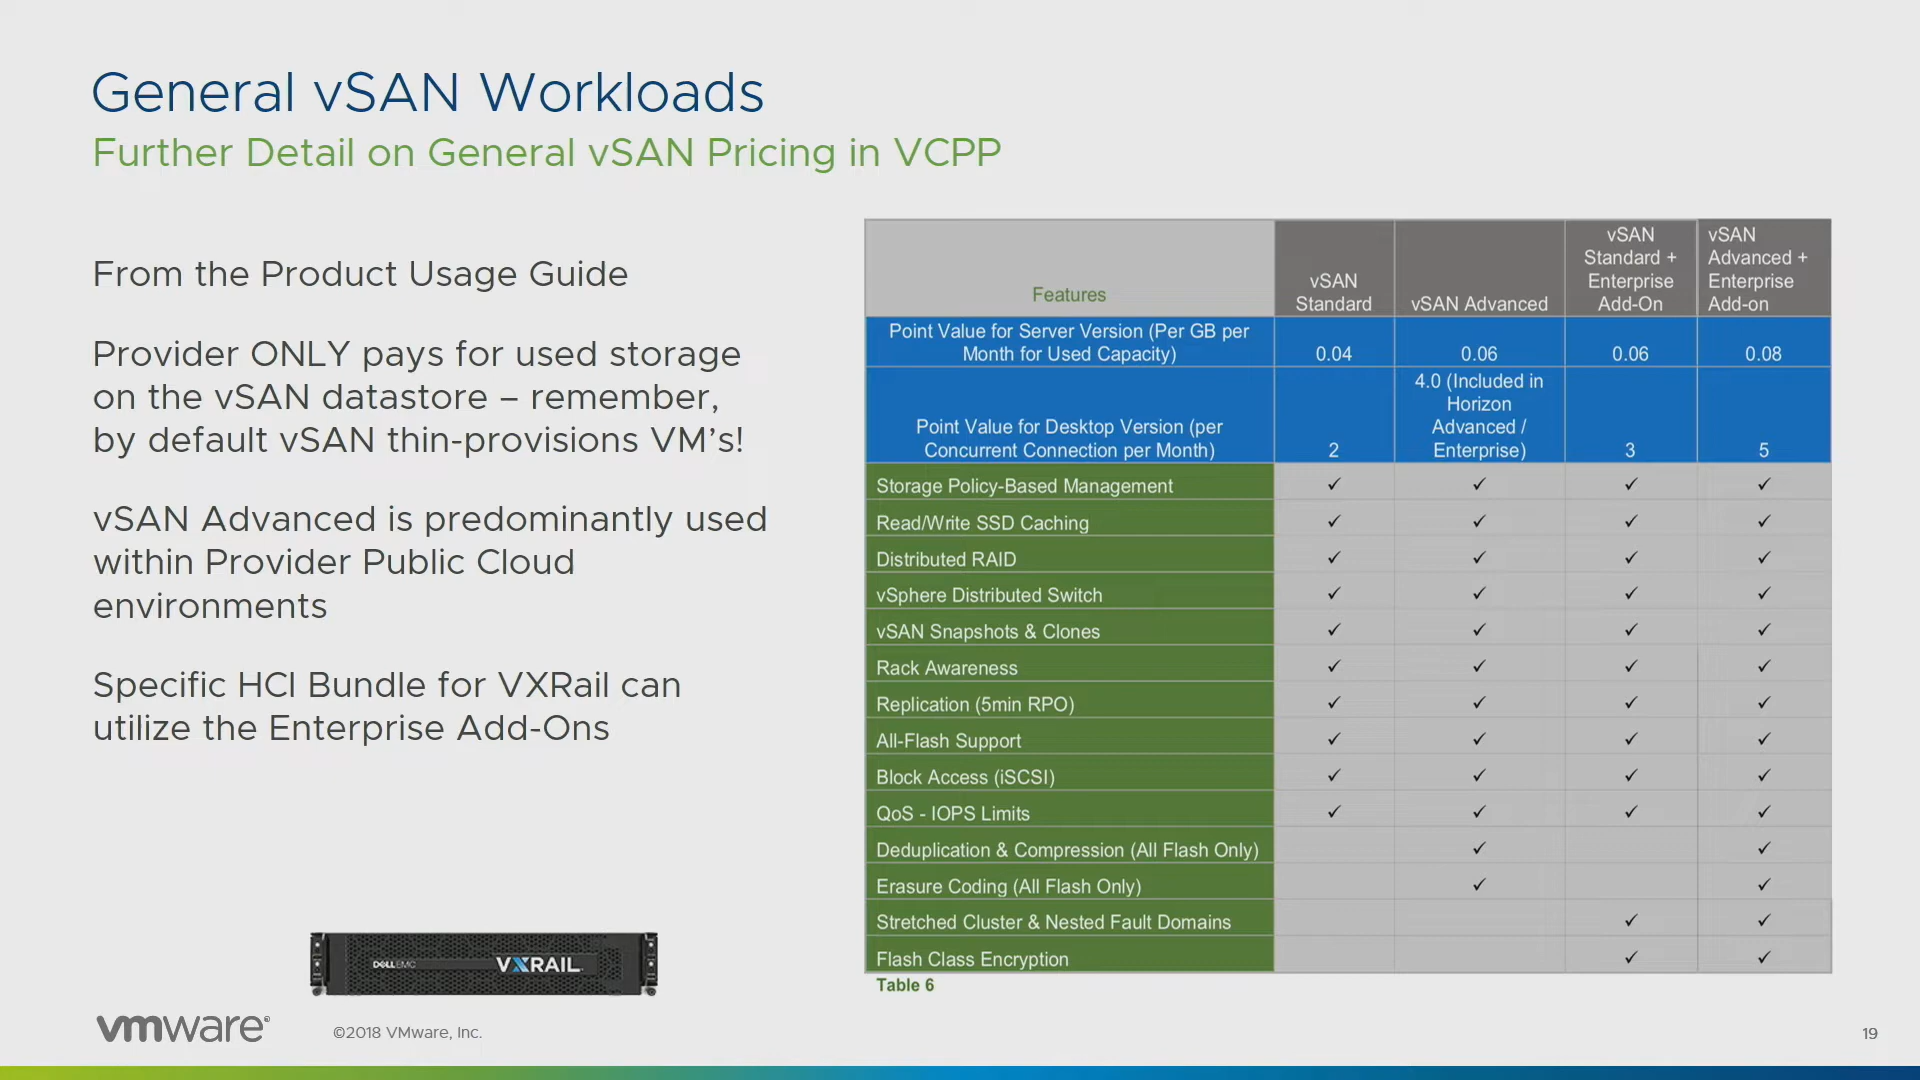 General vSAN Workloads
Further Detail on General vSAN Pricing in VCPP
From the Product Usage Guide
Provider ONLY pays for used storage
on the vSAN datastore – remember,
by default vSAN thin-provisions VM's!
vSAN Advanced is predominantly used
within Provider Public Cloud
environments
Specific HCI Bundle for VXRail can
utilize the Enterprise Add-Ons
Features
vSAN
Standard
vSAN Advanced
vSAN
Standard +
Enterprise
Add-On
vSAN
Advanced +
Enterprise
Add-on
Point Value for Server Version (Per GB per
Month for Used Capacity)
0.04
0.06
0.06
0.08
Point Value for Desktop Version (per
Concurrent Connection per Month)
2
4.0 (Included in
Horizon
Advanced /
Enterprise)
3
5
Storage Policy-Based Management ✓ ✓ ✓ ✓
Read/Write SSD Caching ✓ ✓ ✓ ✓
Distributed RAID ✓ ✓ ✓ ✓
vSphere Distributed Switch ✓ ✓ ✓ ✓
vSAN Snapshots & Clones ✓ ✓ ✓ ✓
Rack Awareness ✓ ✓ ✓ ✓
Replication (5min RPO) ✓ ✓ ✓ ✓
All-Flash Support ✓ ✓ ✓ ✓
Block Access (iSCSI) ✓ ✓ ✓ ✓
QoS - IOPS Limits ✓ ✓ ✓ ✓
Deduplication & Compression (All Flash Only) ✓ ✓
Erasure Coding (All Flash Only) ✓ ✓
Stretched Cluster & Nested Fault Domains ✓ ✓
Flash Class Encryption ✓ ✓
Table 6
DELL EMC
VXRAIL
vmware®
©2018 VMware, Inc.
19